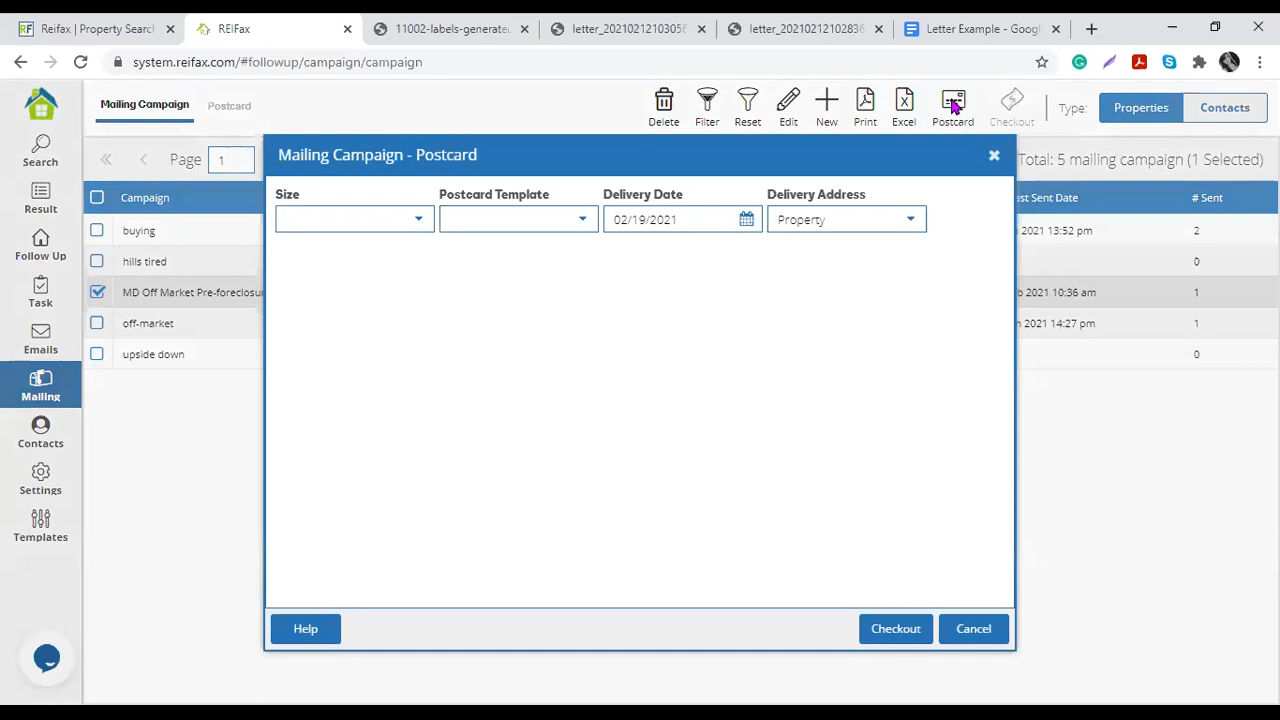 Reifax | Property Search
REIFax
11002-labels-generate
letter_20210212103056
letter_20210212102836
Letter Example - Googl
system.reifax.com/#followup/campaign/campaign
Mailing Campaign
Postcard
Delete
Filter
Reset
Edit
New
Print
Excel
Postcard
Checkout
Type:
Properties
Contacts
Search
Result
Follow Up
Task
Emails
Mailing
Contacts
Settings
Templates
Page
1
Total: 5 mailing campaign (1 Selected)
Mailing Campaign - Postcard
Campaign
ast Sent Date
# Sent
buying
n 2021 13:52 pm
2
hills tired
0
MD Off Market Pre-foreclosu
b 2021 10:36 am
1
off-market
n 2021 14:27 pm
1
upside down
0
Size
Postcard Template
Delivery Date
Delivery Address
02/19/2021
Property
Help
Checkout
Cancel